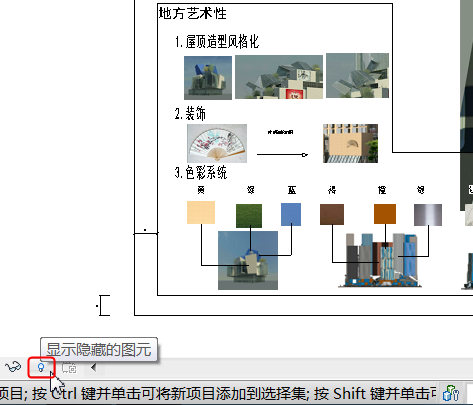 地方艺术性
1.屋顶造型风格化
2.装饰
3.色彩系统
黄 绿 蓝 褐 橙 银
显示隐藏的图元
项目; 按 Ctrl 键并单击可将新项目添加到选择集; 按 Shift 键并单击可